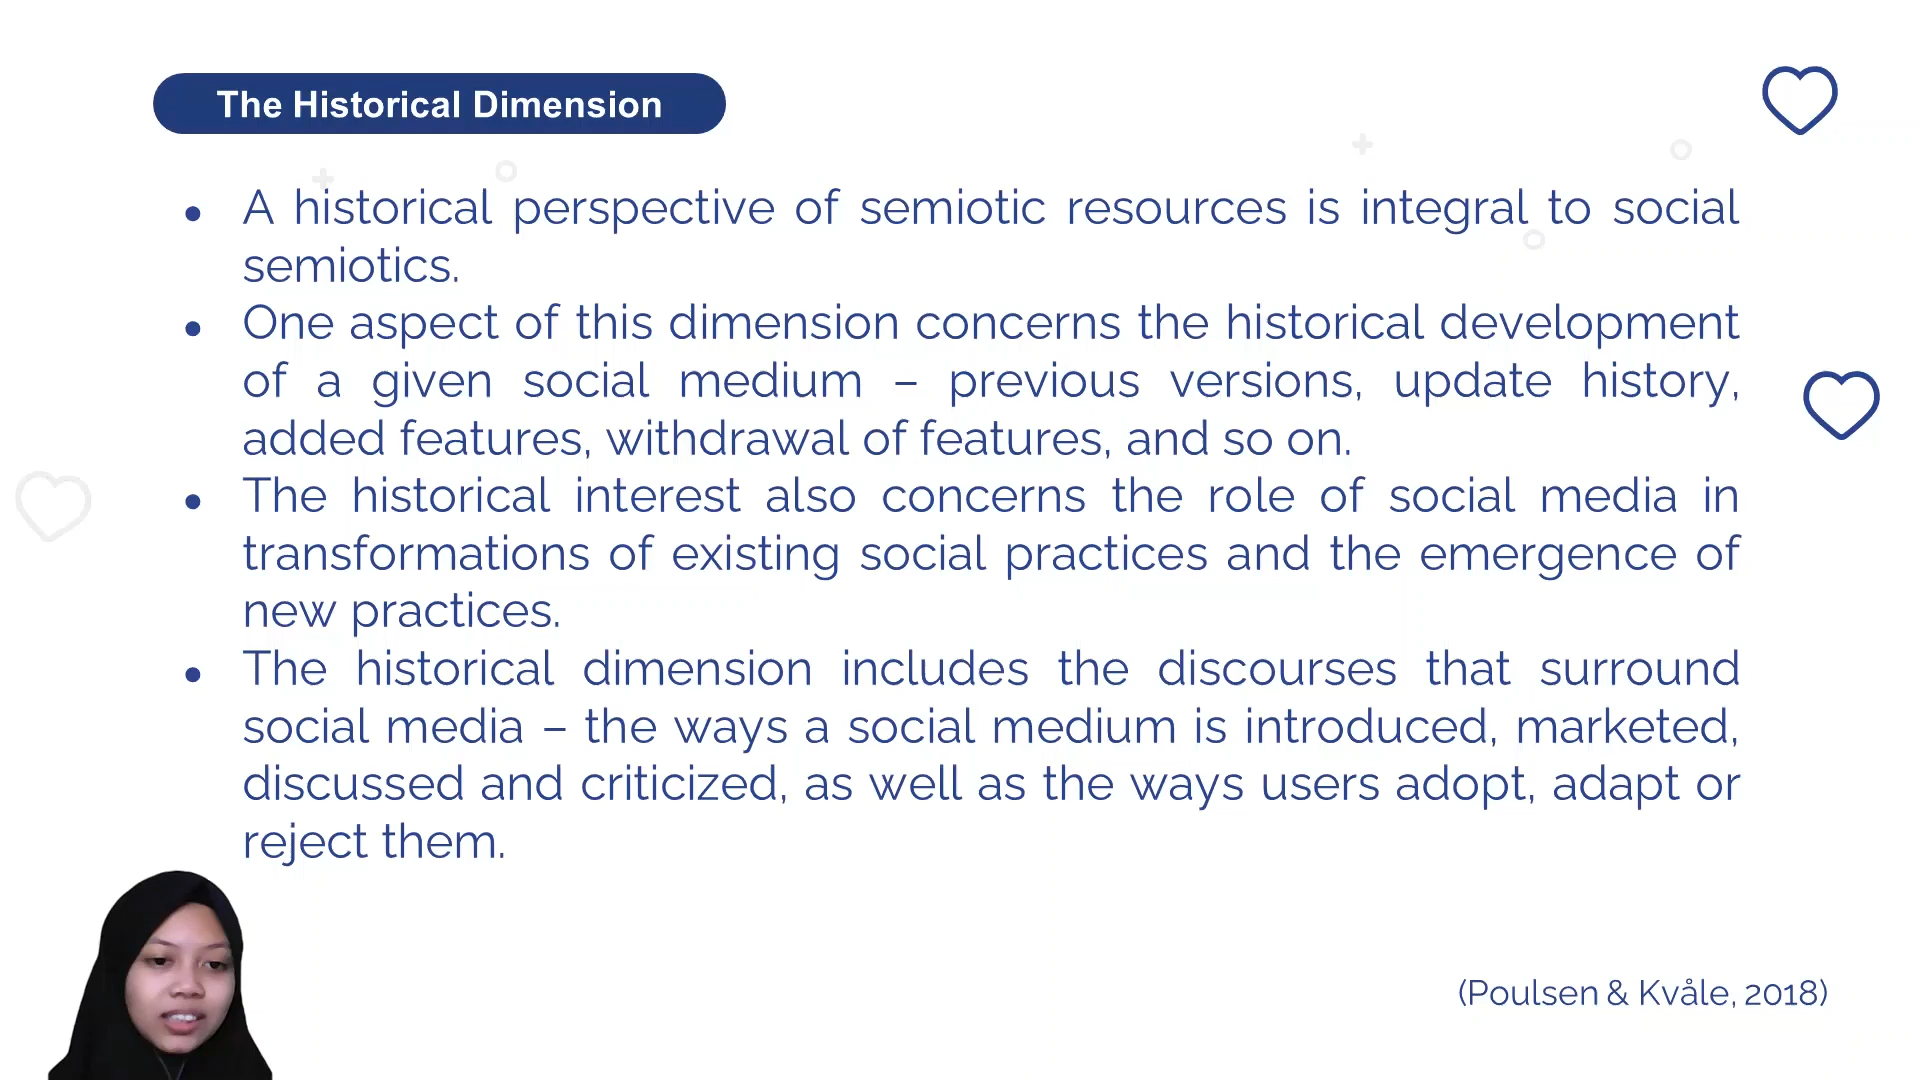 The Historical Dimension
● A historical perspective of semiotic resources is integral to social
semiotics.
● One aspect of this dimension concerns the historical development
of a given social medium – previous versions, update history,
added features, withdrawal of features, and so on.
● The historical interest also concerns the role of social media in
transformations of existing social practices and the emergence of
new practices.
● The historical dimension includes the discourses that surround
social media – the ways a social medium is introduced, marketed,
discussed and criticized, as well as the ways users adopt, adapt or
reject them.
(Poulsen & Kvåle, 2018)